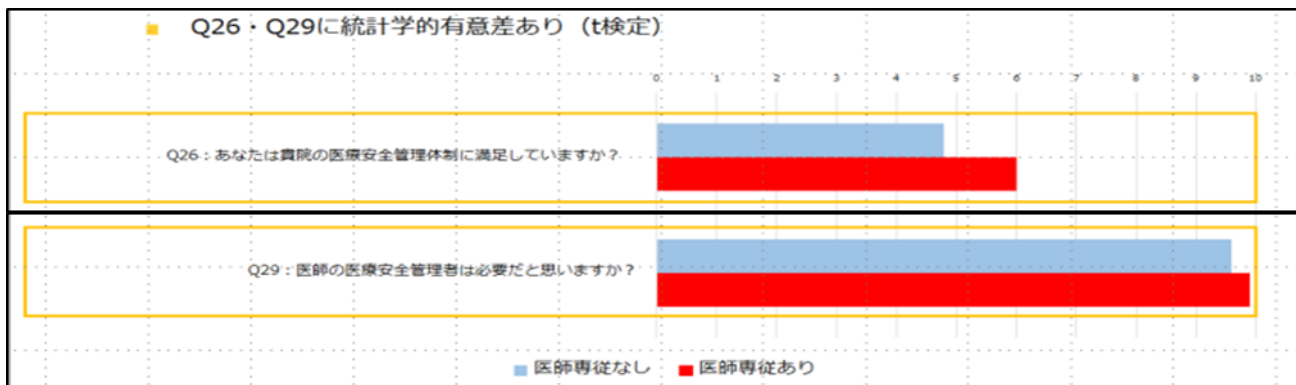 Q26・Q29に統計学的有意差あり（t検定）
0 1 2 3 4 5 6 7 8 9 10
Q26：あなたは貴院の医療安全管理体制に満足していますか？
Q29：医師の医療安全管理者は必要だと思いますか？
医師専従なし 医師専従あり